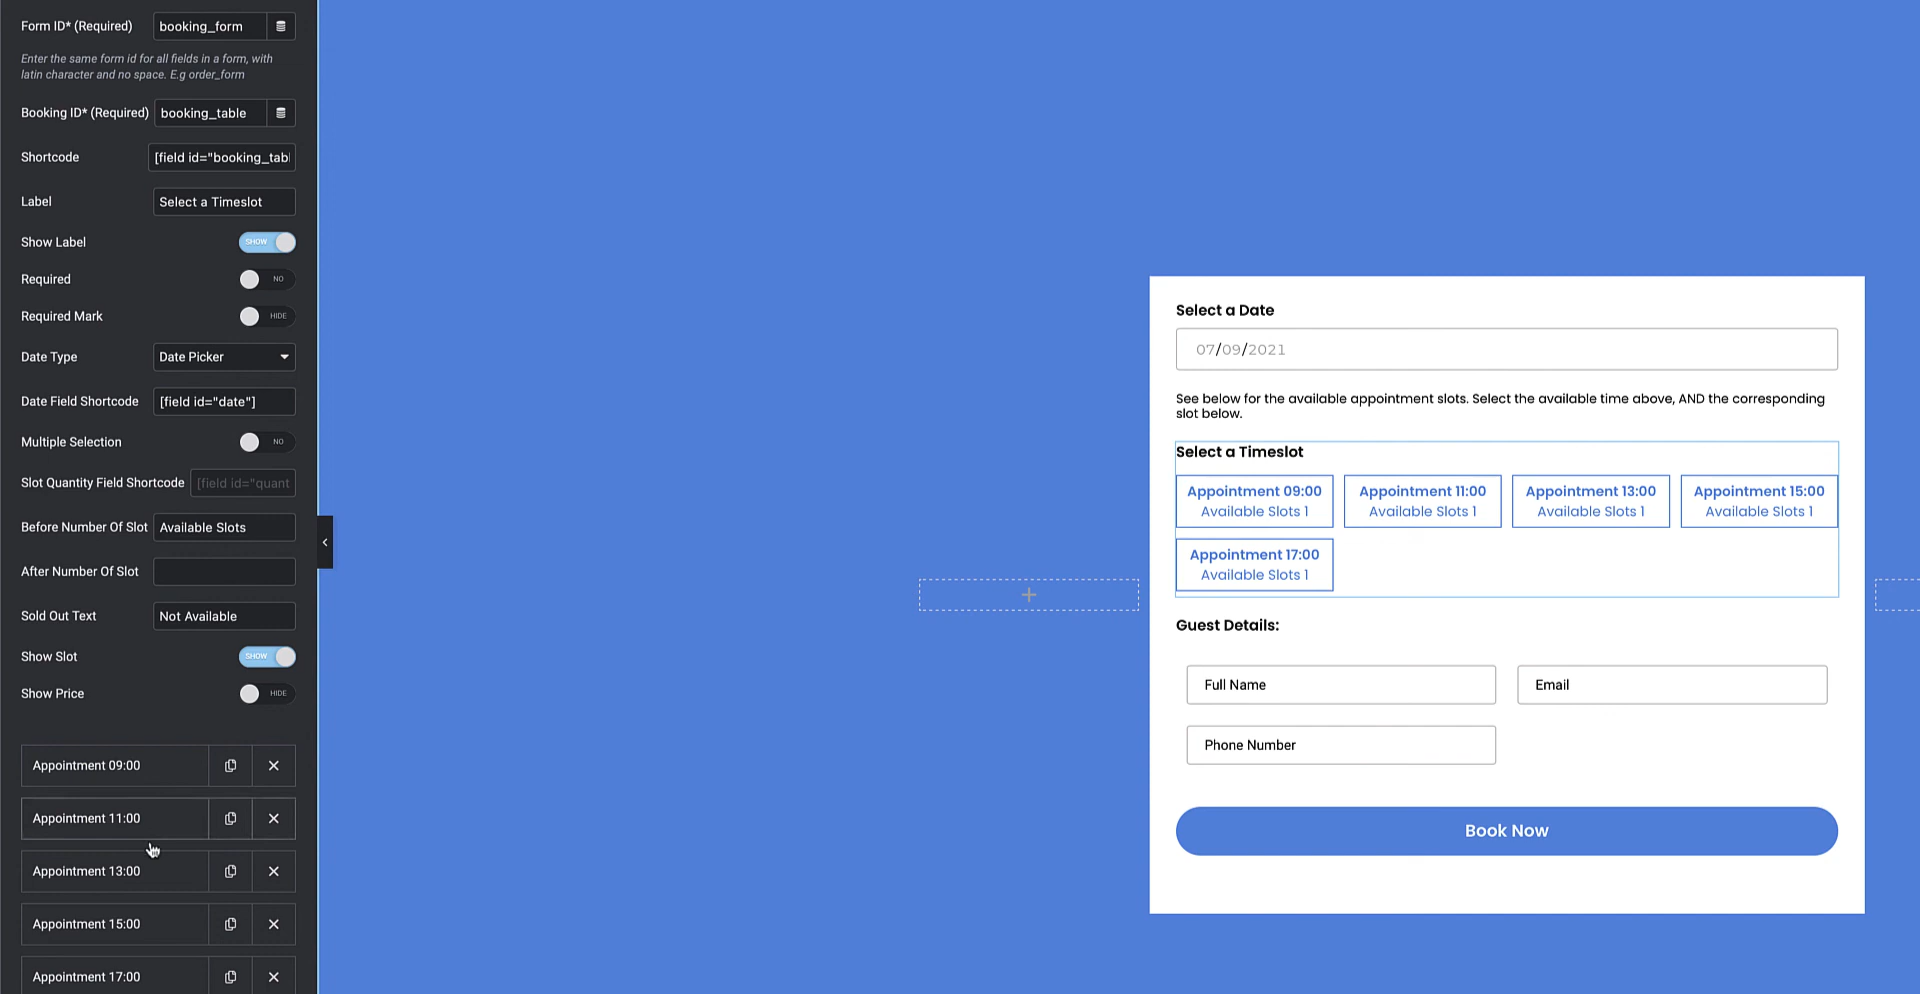 Form ID* (Required)
booking_form
Enter the same form id for all fields in a form, with
latin character and no space. E.g order_form
Booking ID* (Required)
booking_table
Shortcode
[field id="booking_tabl
Label
Select a Timeslot
Show Label
SHOW
Required
NO
Required Mark
HIDE
Date Type
Date Picker
Date Field Shortcode
[field id="date"]
Multiple Selection
NO
Slot Quantity Field Shortcode
[field id="quant
Before Number Of Slot
Available Slots
After Number Of Slot
Sold Out Text
Not Available
Show Slot
SHOW
Show Price
HIDE
Appointment 09:00
Appointment 11:00
Appointment 13:00
Appointment 15:00
Appointment 17:00
Select a Date
07/09/2021
See below for the available appointment slots. Select the available time above, AND the corresponding
slot below.
Select a Timeslot
Appointment 09:00
Available Slots 1
Appointment 11:00
Available Slots 1
Appointment 13:00
Available Slots 1
Appointment 15:00
Available Slots 1
Appointment 17:00
Available Slots 1
Guest Details:
Full Name
Email
Phone Number
Book Now